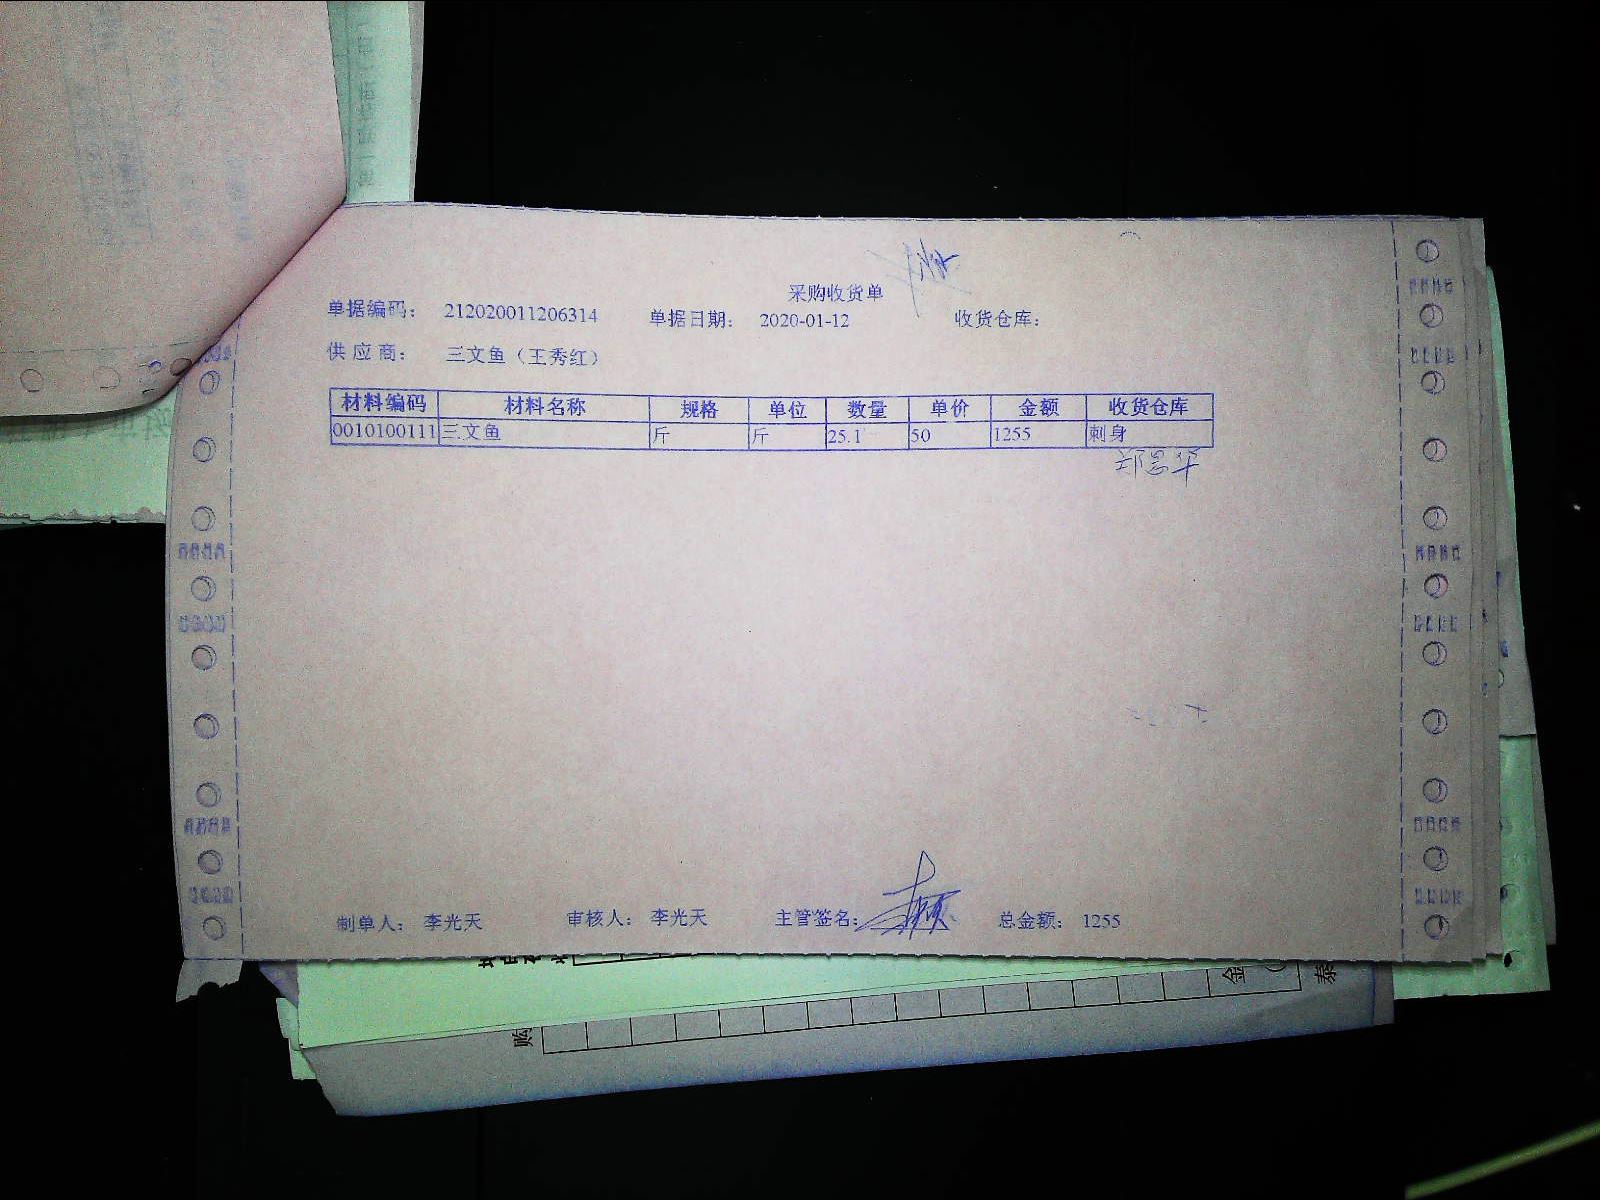 采购收货单
单据编码： 212020011206314 单据日期： 2020-01-12 收货仓库：
供应商： 三文鱼（王秀红）
材料编码 材料名称 规格 单位 数量 单价 金额 收货仓库
0010100111 三文鱼 斤 斤 25.1 50 1255 刺身
制单人： 李光天 审核人： 李光天 主管签名： 总金额： 1255
购
金
泰